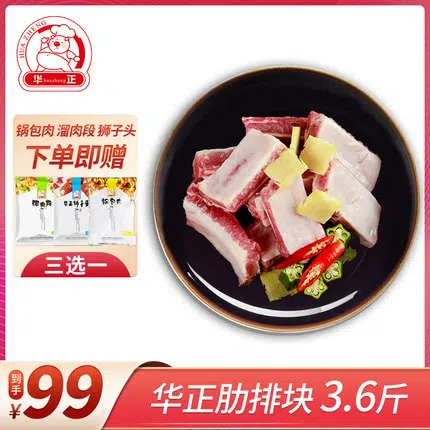 HUA ZHENG
华正
huazheng
锅包肉 溜肉段 狮子头
下单即赠
三选一
到手
¥99
华正肋排块 3.6斤